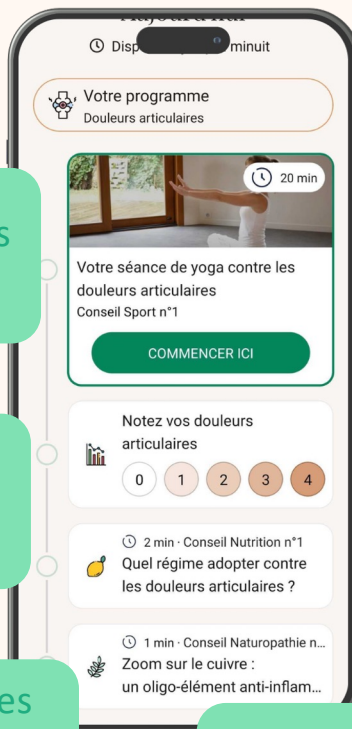 minuit
Votre programme
Douleurs articulaires
20 min
Votre séance de yoga contre les
douleurs articulaires
Conseil Sport n°1
COMMENCER ICI
Notez vos douleurs
articulaires
0 1 2 3 4
2 min · Conseil Nutrition n°1
Quel régime adopter contre
les douleurs articulaires ?
1 min · Conseil Naturopathie n...
Zoom sur le cuivre :
un oligo-élément anti-inflam...